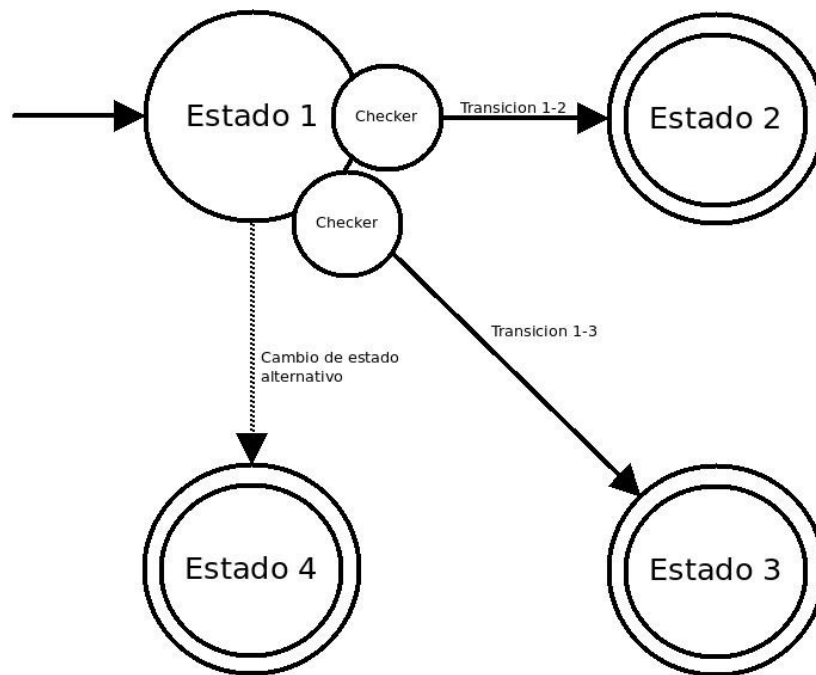 Estado 1
Checker
Transicion 1-2
Estado 2
Checker
Transicion 1-3
Cambio de estado
alternativo
Estado 4
Estado 3